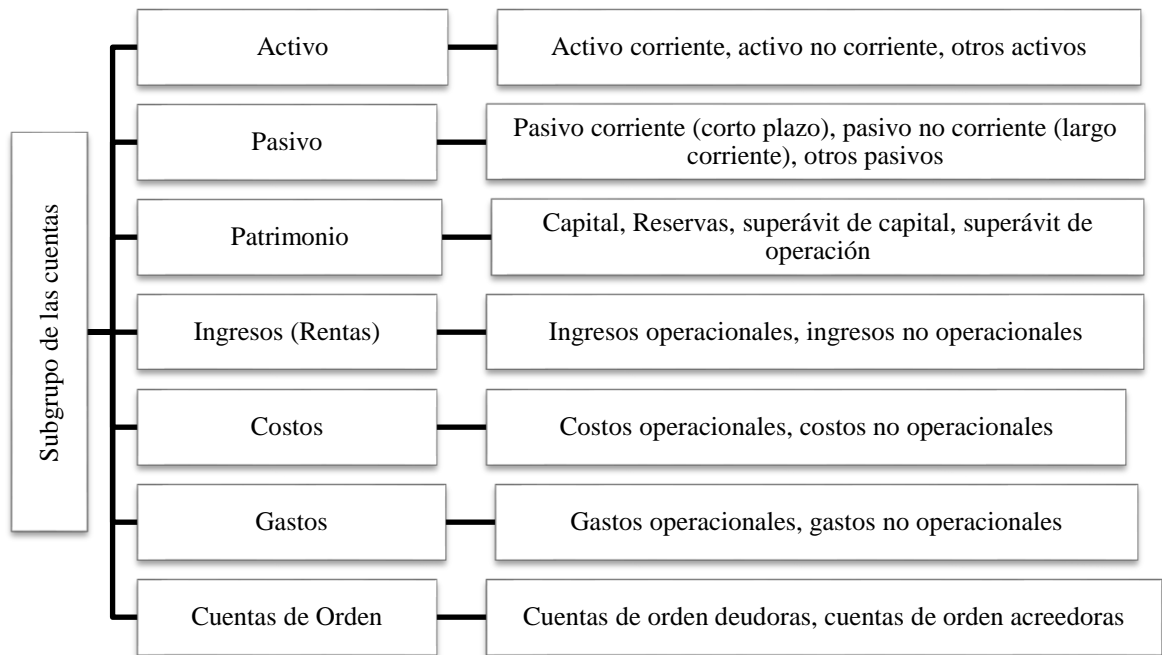 Subgrupo de las cuentas
Activo
Activo corriente, activo no corriente, otros activos
Pasivo
Pasivo corriente (corto plazo), pasivo no corriente (largo
corriente), otros pasivos
Patrimonio
Capital, Reservas, superávit de capital, superávit de
operación
Ingresos (Rentas)
Ingresos operacionales, ingresos no operacionales
Costos
Costos operacionales, costos no operacionales
Gastos
Gastos operacionales, gastos no operacionales
Cuentas de Orden
Cuentas de orden deudoras, cuentas de orden acreedoras